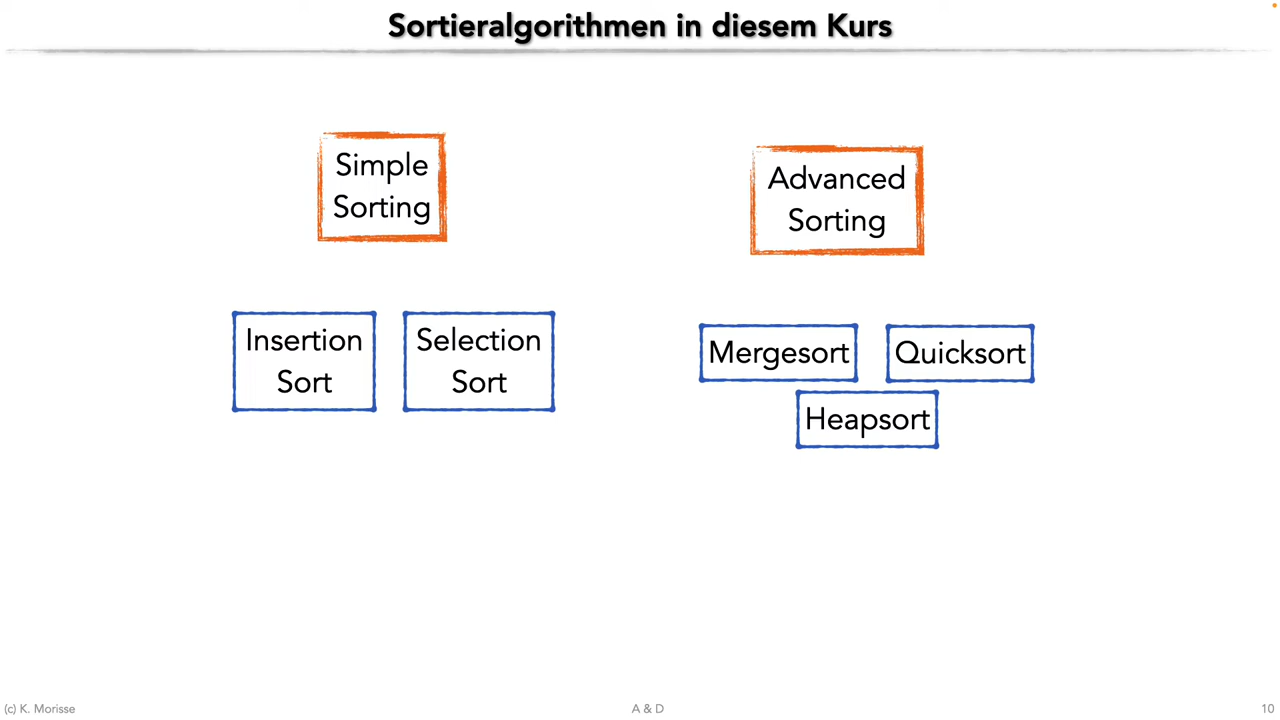 Sortieralgorithmen in diesem Kurs
Simple
Sorting
Advanced
Sorting
Insertion
Sort
Selection
Sort
Mergesort
Quicksort
Heapsort
(c) K. Morisse
A & D
10